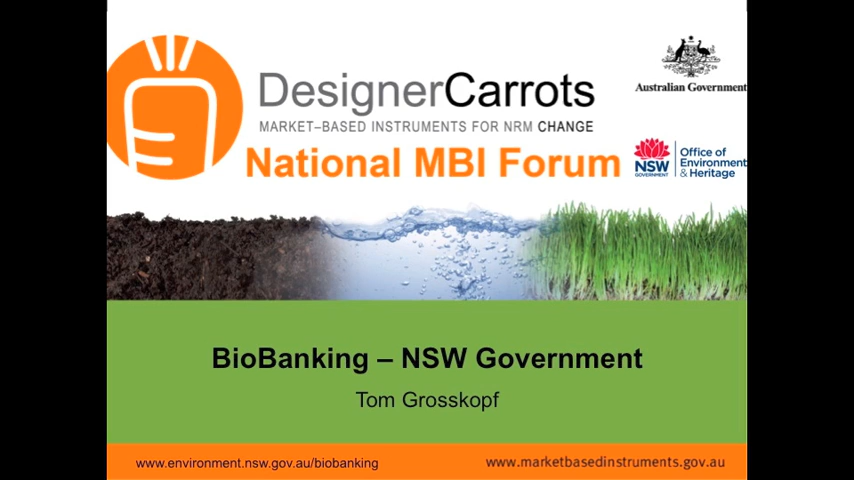 DesignerCarrots
MARKET–BASED INSTRUMENTS FOR NRM CHANGE
National MBI Forum
Australian Government
NSW
GOVERNMENT
Office of
Environment
& Heritage
BioBanking – NSW Government
Tom Grosskopf
www.environment.nsw.gov.au/biobanking
www.marketbasedinstruments.gov.au